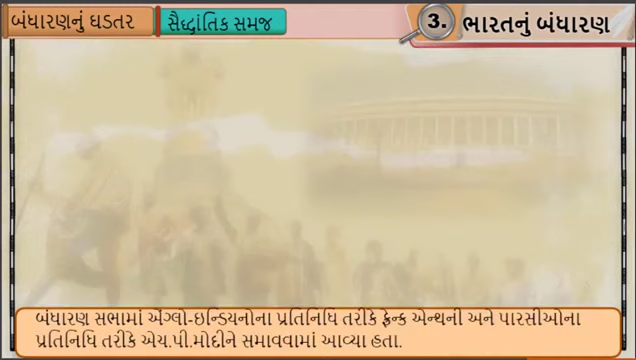 બંધારણનું ઘડતર
સૈદ્ધાંતિક સમજ
3. ભારતનું બંધારણ
બંધારણ સભામાં એંગ્લો-ઇન્ડિયનોના પ્રતિનિધિ તરીકે ફ્રેન્ક એન્થની અને પારસીઓના
પ્રતિનિધિ તરીકે એચ.પી.મોદીને સમાવવામાં આવ્યા હતા.